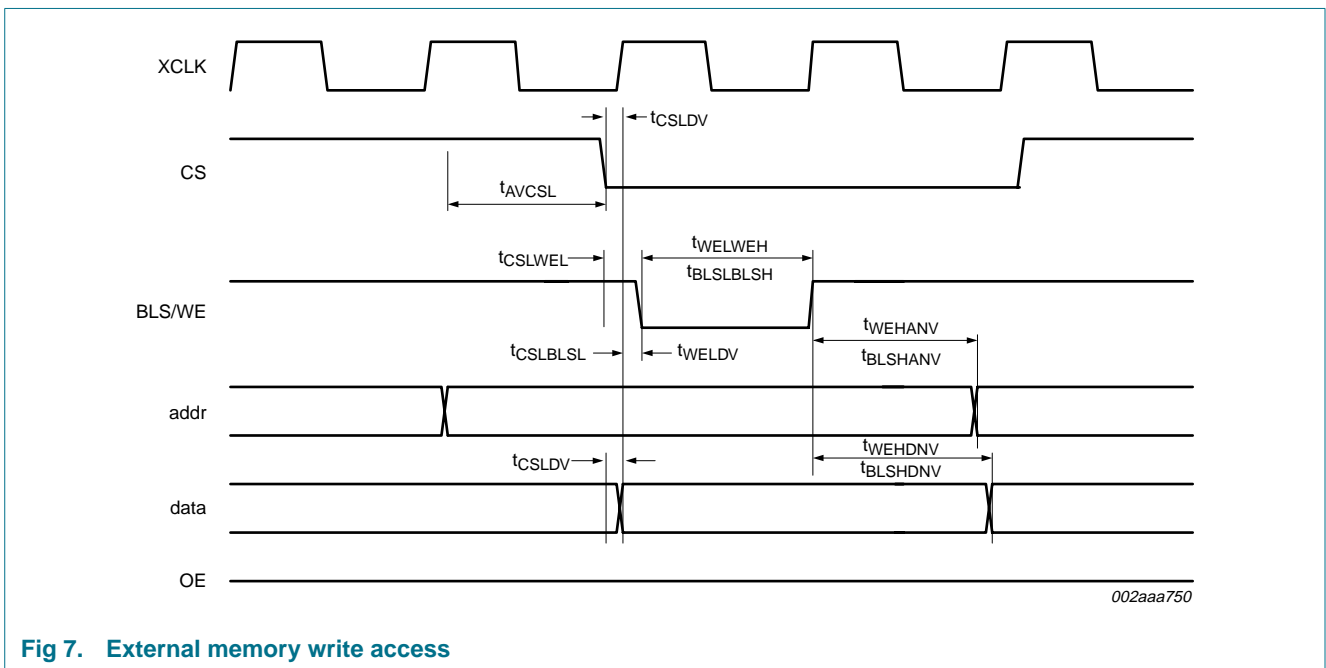 XCLK
tCSLDV
CS
tAVCSL
tCSLWEL
tWELWEH
tBLSLBLSH
BLS/WE
tCSLBLSL
tWELDV
tWEHANV
tBLSHANV
addr
tCSLDV
tWEHDNV
tBLSHDNV
data
OE
002aaa750
Fig 7. External memory write access